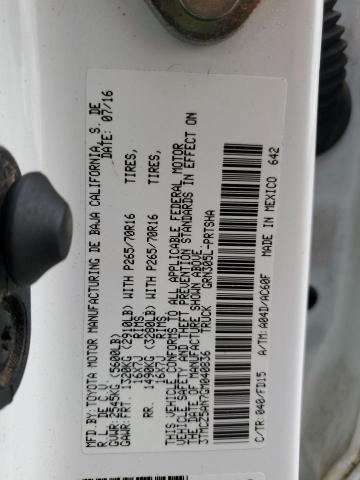 MFD. BY: TOYOTA MOTOR MANUFACTURING DE BAJA CALIFORNIA, S. DE
R. L. DE C. V. DATE: 07/16
GVWR: 2545KG (5600LB)
GAWR: FRT. 1320KG (2910LB) WITH P265/70R16 TIRES,
16X7J RIMS,
RR. 1490KG (3280LB) WITH P265/70R16 TIRES,
16X7J RIMS
THIS VEHICLE CONFORMS TO ALL APPLICABLE FEDERAL MOTOR
VEHICLE SAFETY AND THEFT PREVENTION STANDARDS IN EFFECT ON
THE DATE OF MANUFACTURE SHOWN ABOVE.
3TMCZ5AN7GM040836 TRUCK GRN305L-PRTSHA
C/TR: 040/FD15 A/TM: A04D/AC60F MADE IN MEXICO 642